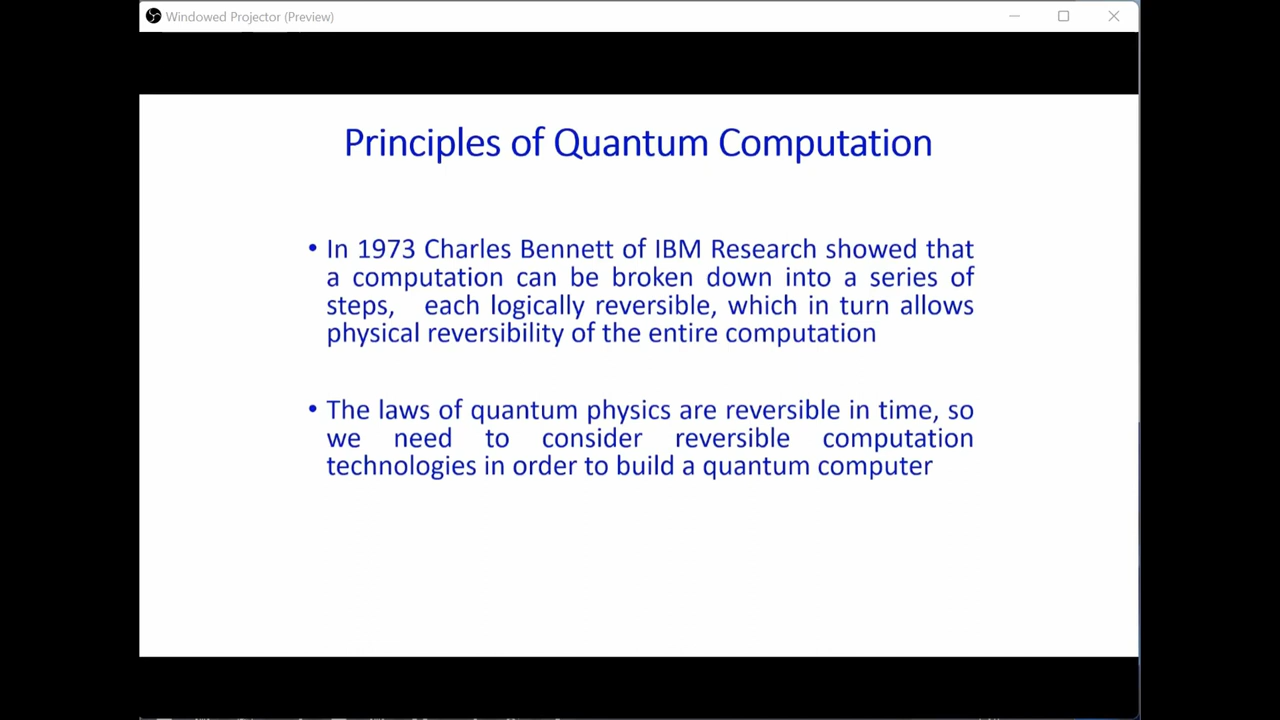 Windowed Projector (Preview)
Principles of Quantum Computation
• In 1973 Charles Bennett of IBM Research showed that
a computation can be broken down into a series of
steps, each logically reversible, which in turn allows
physical reversibility of the entire computation
• The laws of quantum physics are reversible in time, so
we need to consider reversible computation
technologies in order to build a quantum computer